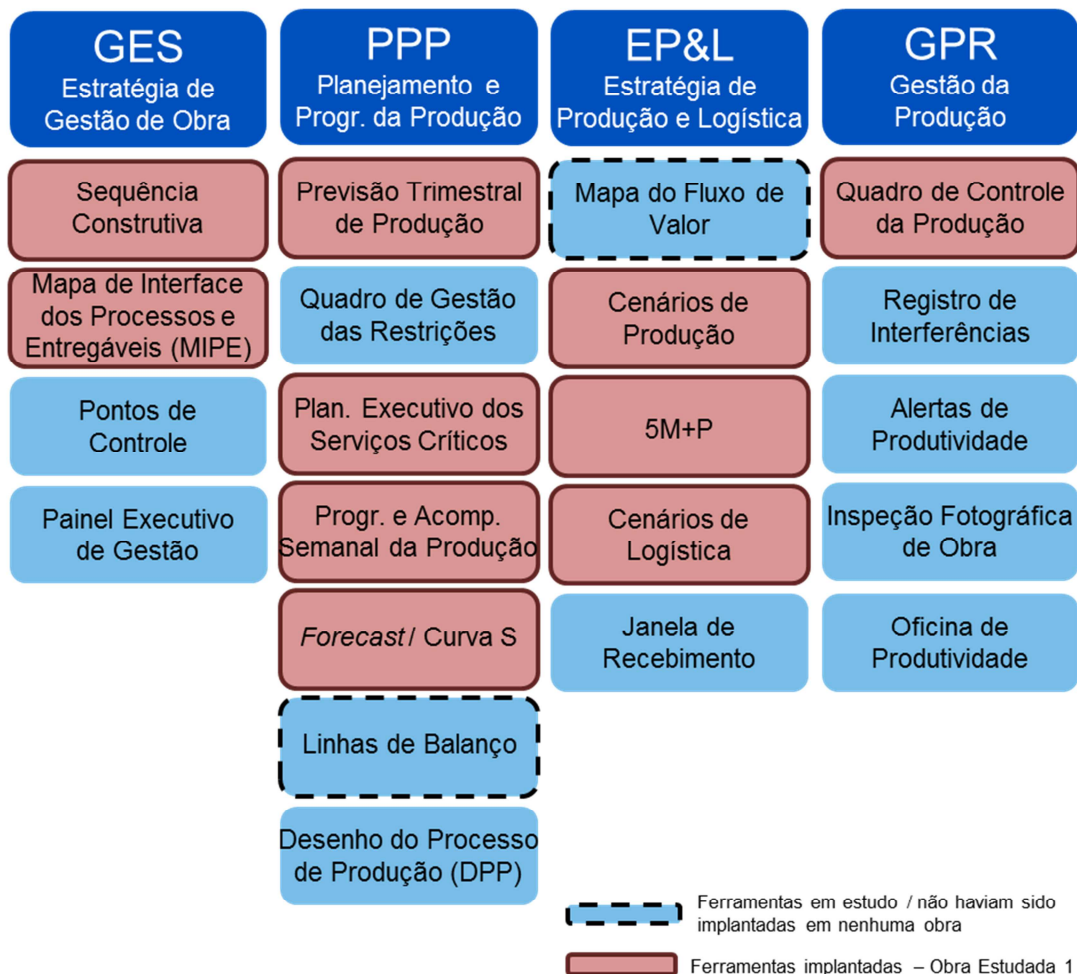 GES
Estratégia de
Gestão de Obra
Sequência
Construtiva
Mapa de Interface
dos Processos e
Entregáveis (MIPE)
Pontos de
Controle
Painel Executivo
de Gestão
PPP
Planejamento e
Progr. da Produção
Previsão Trimestral
de Produção
Quadro de Gestão
das Restrições
Plan. Executivo dos
Serviços Críticos
Progr. e Acomp.
Semanal da Produção
Forecast / Curva S
Linhas de Balanço
Desenho do Processo
de Produção (DPP)
EP&L
Estratégia de
Produção e Logística
Mapa do Fluxo de
Valor
Cenários de
Produção
5M+P
Cenários de
Logística
Janela de
Recebimento
GPR
Gestão da
Produção
Quadro de Controle
da Produção
Registro de
Interferências
Alertas de
Produtividade
Inspeção Fotográfica
de Obra
Oficina de
Produtividade
Ferramentas em estudo / não haviam sido
implantadas em nenhuma obra
Ferramentas implantadas – Obra Estudada 1